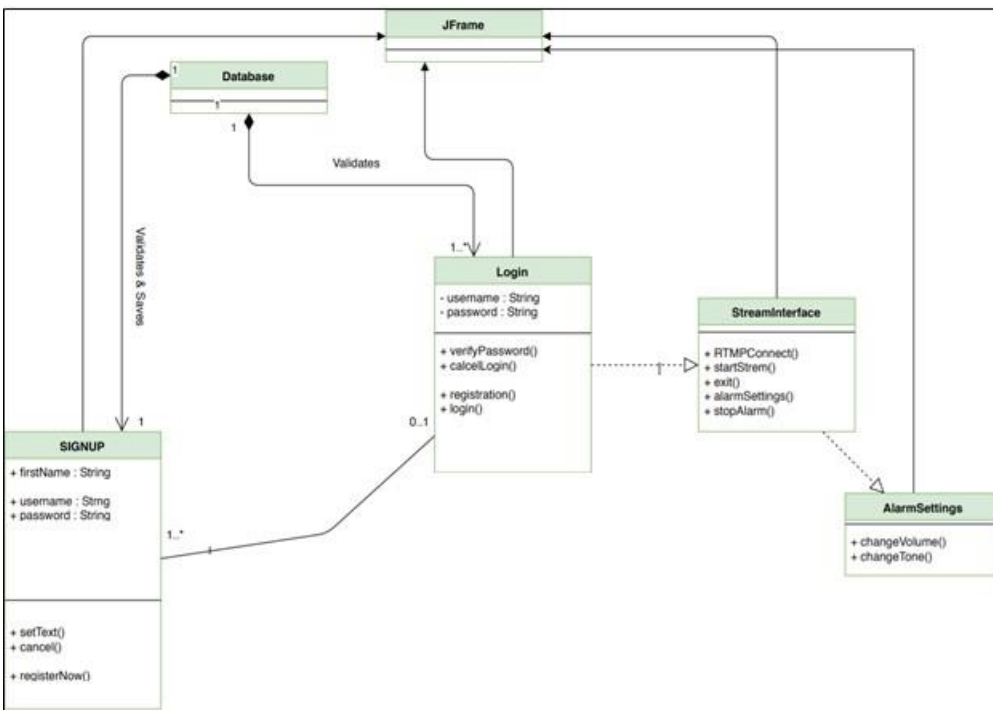 JFrame
1
Database
1
1
Validates
Validates & Saves
1..*
Login
- username : String
- password : String
+ verifyPassword()
+ calcelLogin()
+ registration()
+ login()
StreamInterface
+ RTMPConnect()
+ startStrem()
+ exit()
+ alarmSettings()
+ stopAlarm()
1
0..1
SIGNUP
+ firstName : String
+ username : Strng
+ password : String
1..*
AlarmSettings
+ changeVolume()
+ changeTone()
+ setText()
+ cancel()
+ registerNow()